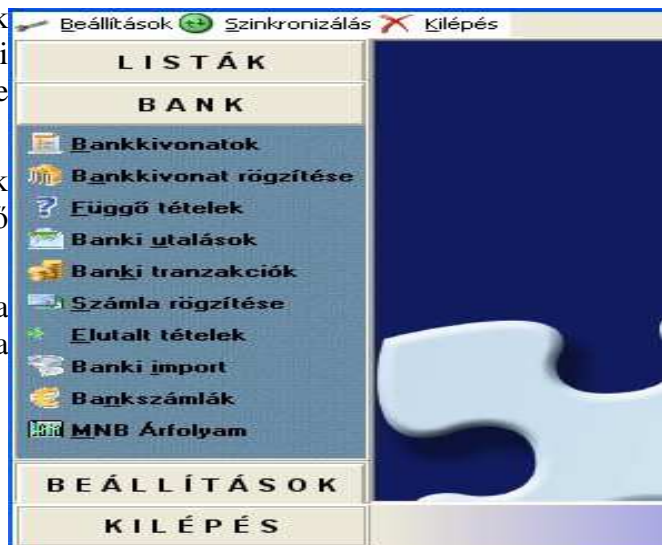 Beállítások Szinkronizálás Kilépés
LISTÁK
BANK
Bankkivonatok
Bankkivonat rögzítése
Függő tételek
Banki utalások
Banki tranzakciók
Számla rögzítése
Elutalt tételek
Banki import
Bankszámlák
MNB Árfolyam
BEÁLLÍTÁSOK
KILÉPÉS